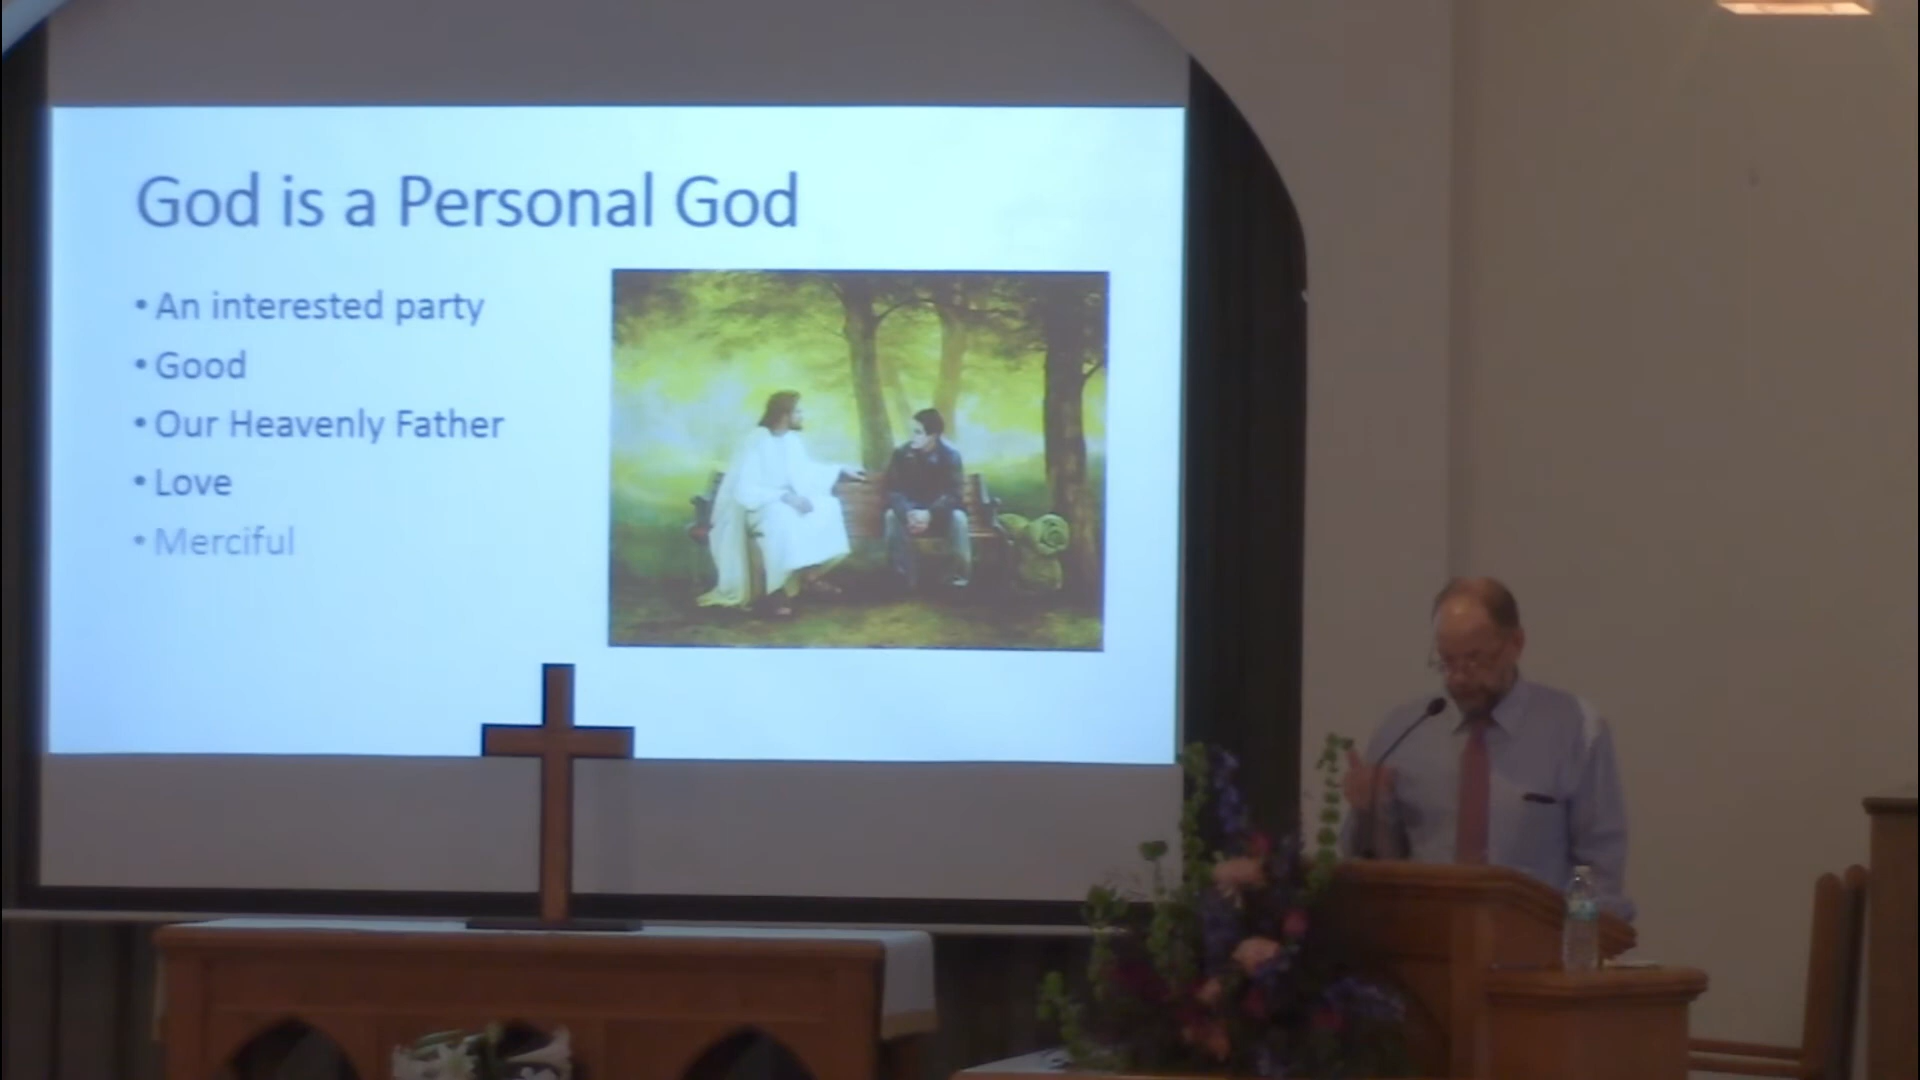 God is a Personal God
• An interested party
• Good
• Our Heavenly Father
• Love
• Merciful